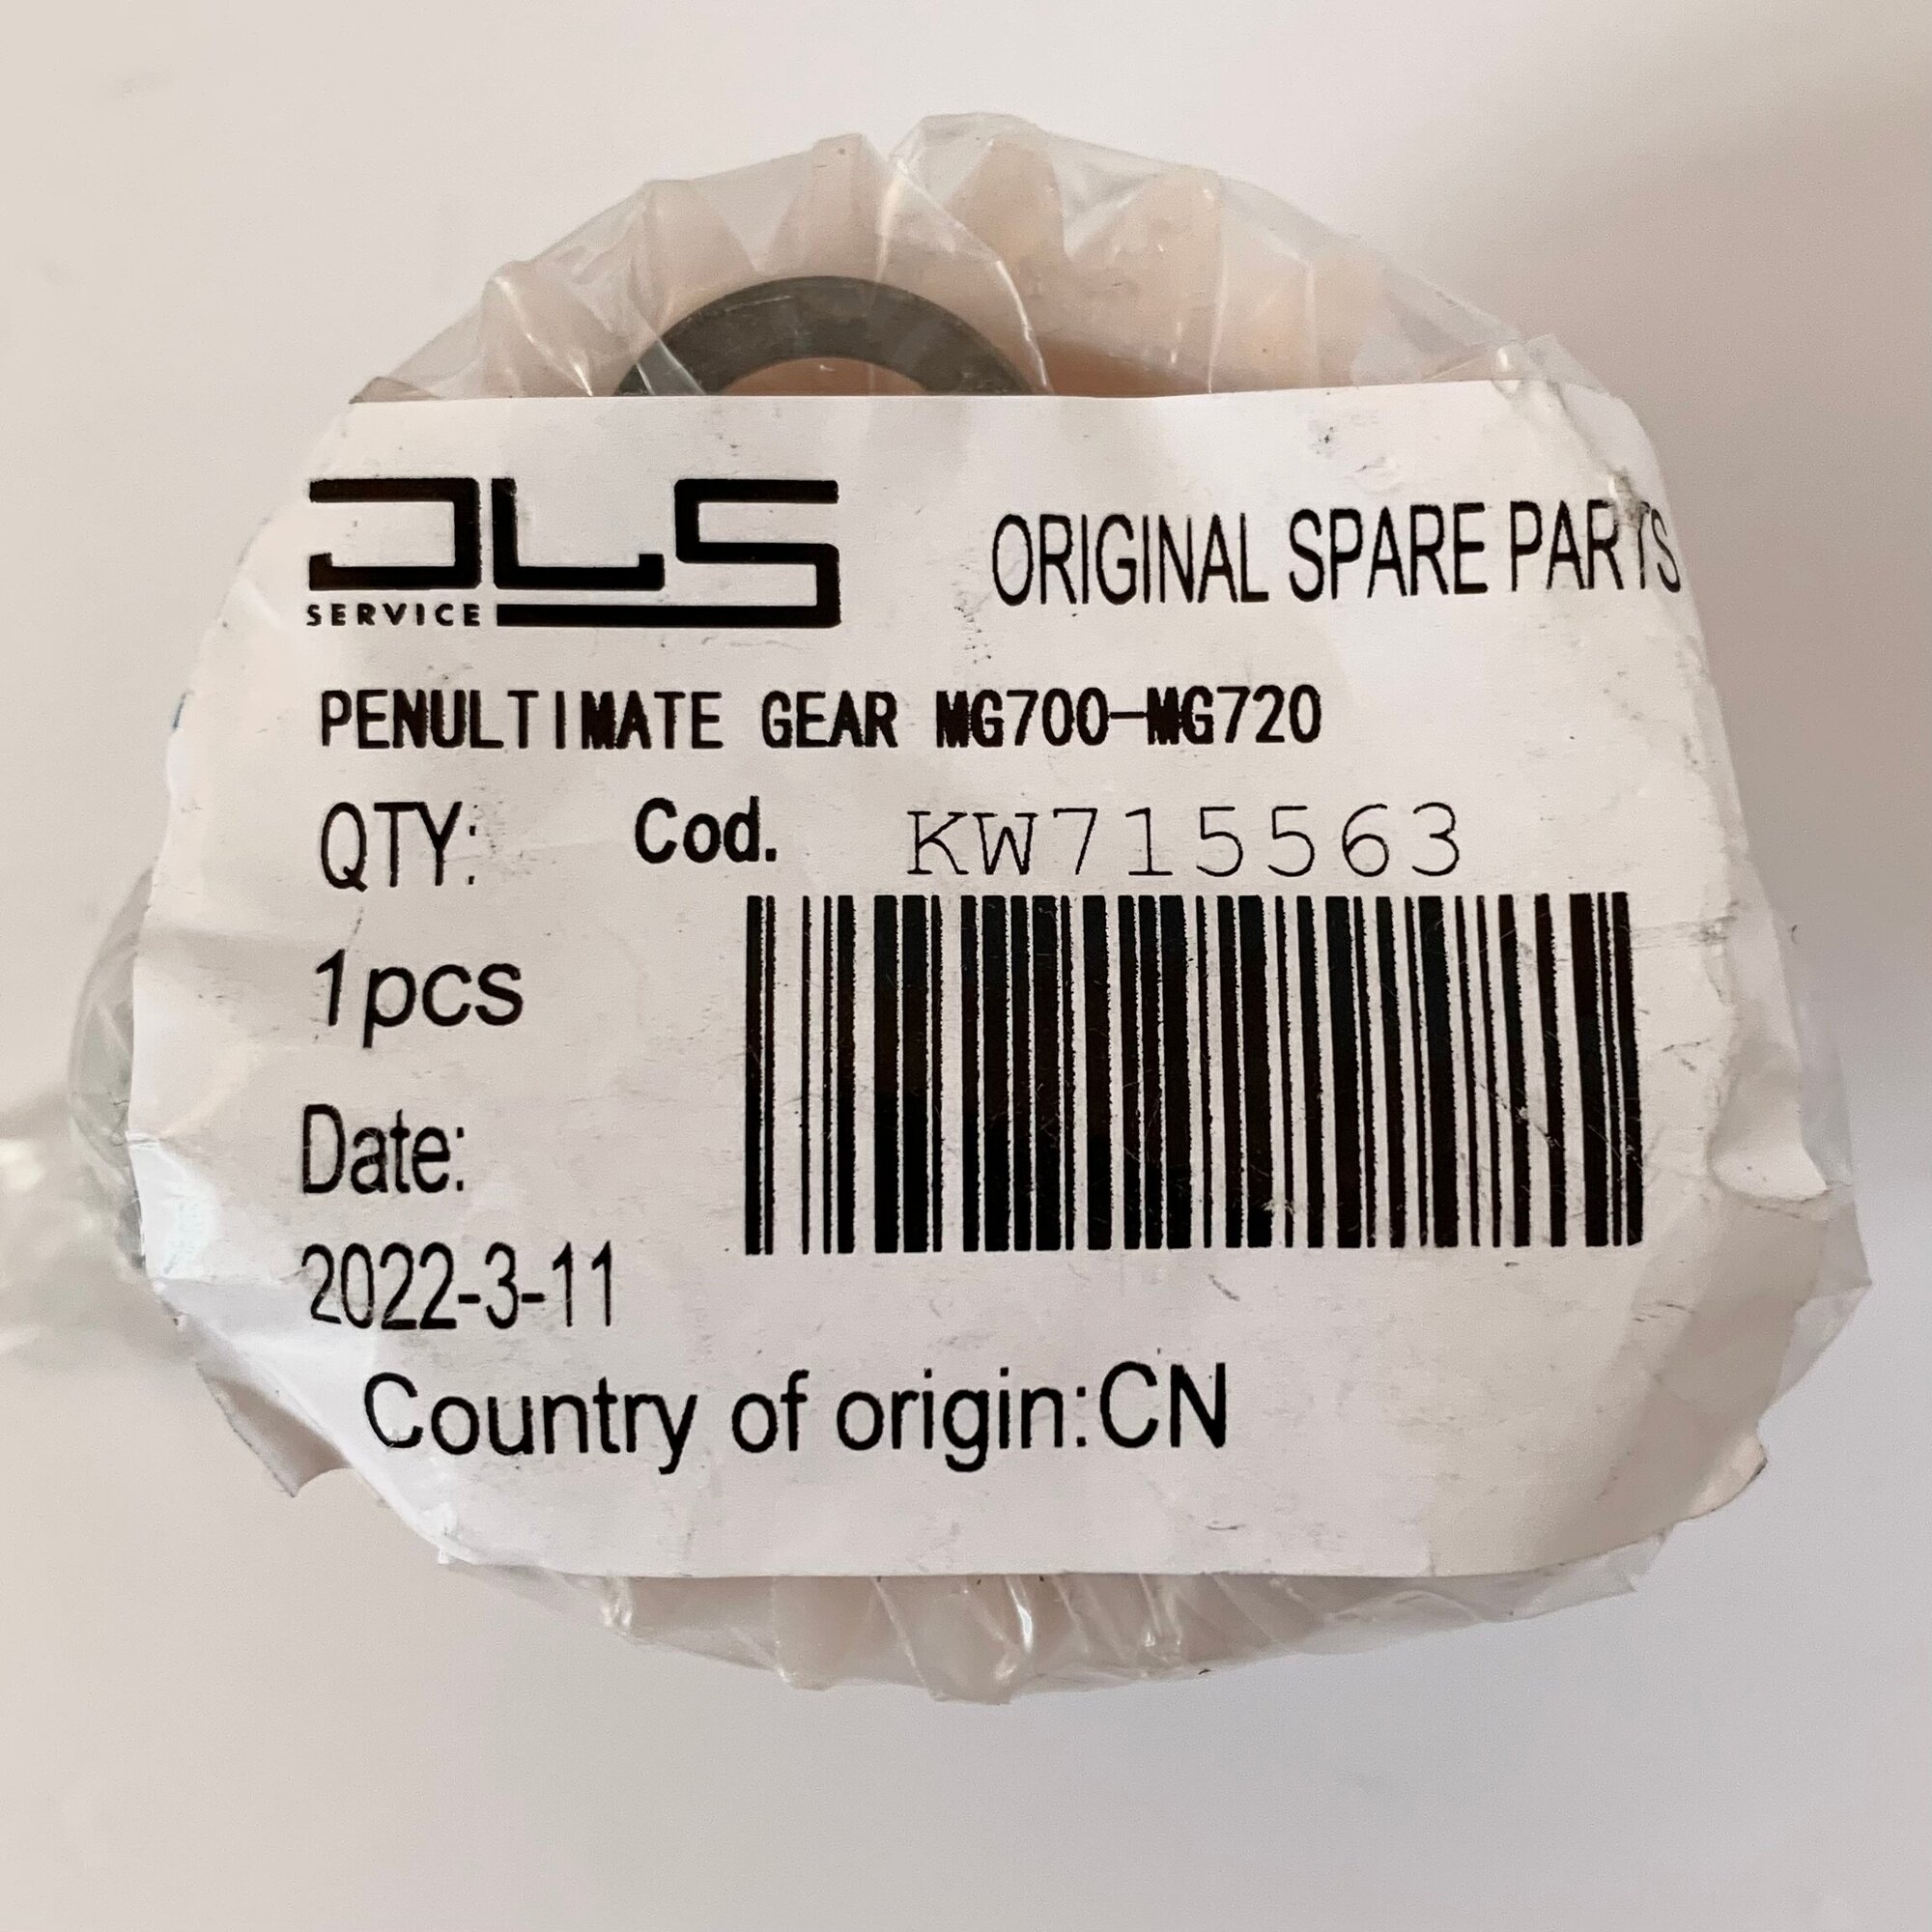 DLS
SERVICE
ORIGINAL SPARE PARTS
PENULTIMATE GEAR MG700-MG720
QTY: Cod. KW715563
1pcs
Date:
2022-3-11
Country of origin:CN